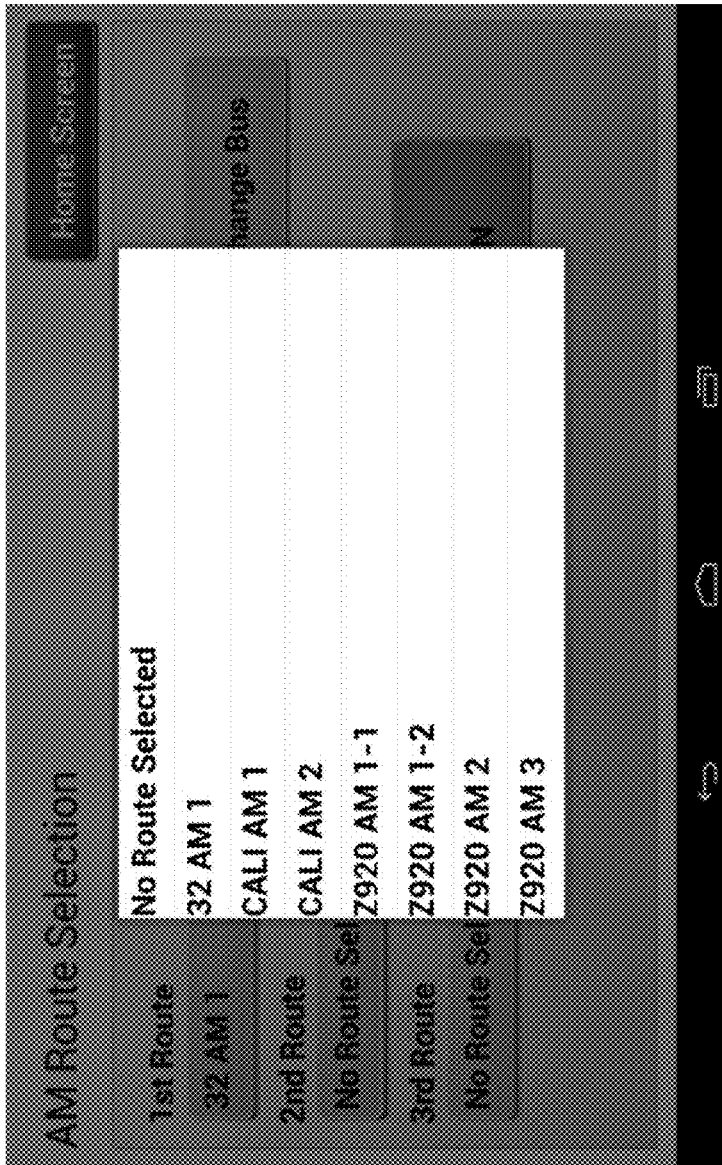 AM Route Selection
Home Screen
1st Route
32 AM 1
hange Bus
2nd Route
No Route Sel
3rd Route
No Route Sel
N
No Route Selected
32 AM 1
CALI AM 1
CALI AM 2
Z920 AM 1-1
Z920 AM 1-2
Z920 AM 2
Z920 AM 3